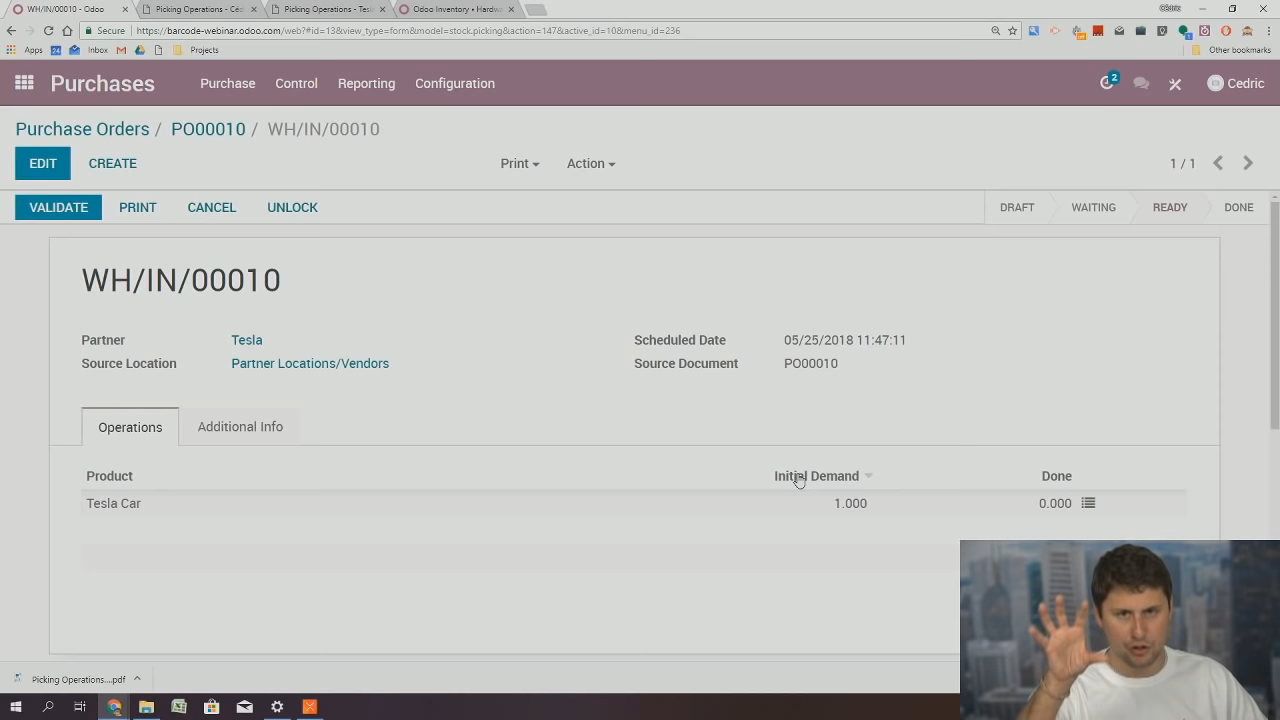 WH/IN/00010 - Odoo
Picking Operations - Céd
Picking Operations - Tesl
Odoo Inventory • Hardw
Secure https://barcode-webinar.odoo.com/web?#id=13&view_type=form&model=stock.picking&action=147&active_id=10&menu_id=236
Apps Inbox Projects Other bookmarks
Purchases Purchase Control Reporting Configuration 2 Cedric
Purchase Orders / PO00010 / WH/IN/00010
EDIT CREATE Print Action 1 / 1
VALIDATE PRINT CANCEL UNLOCK DRAFT WAITING READY DONE
WH/IN/00010
Partner Tesla Scheduled Date 05/25/2018 11:47:11
Source Location Partner Locations/Vendors Source Document PO00010
Operations Additional Info
Product Initial Demand Done
Tesla Car 1.000 0.000
Picking Operations....pdf